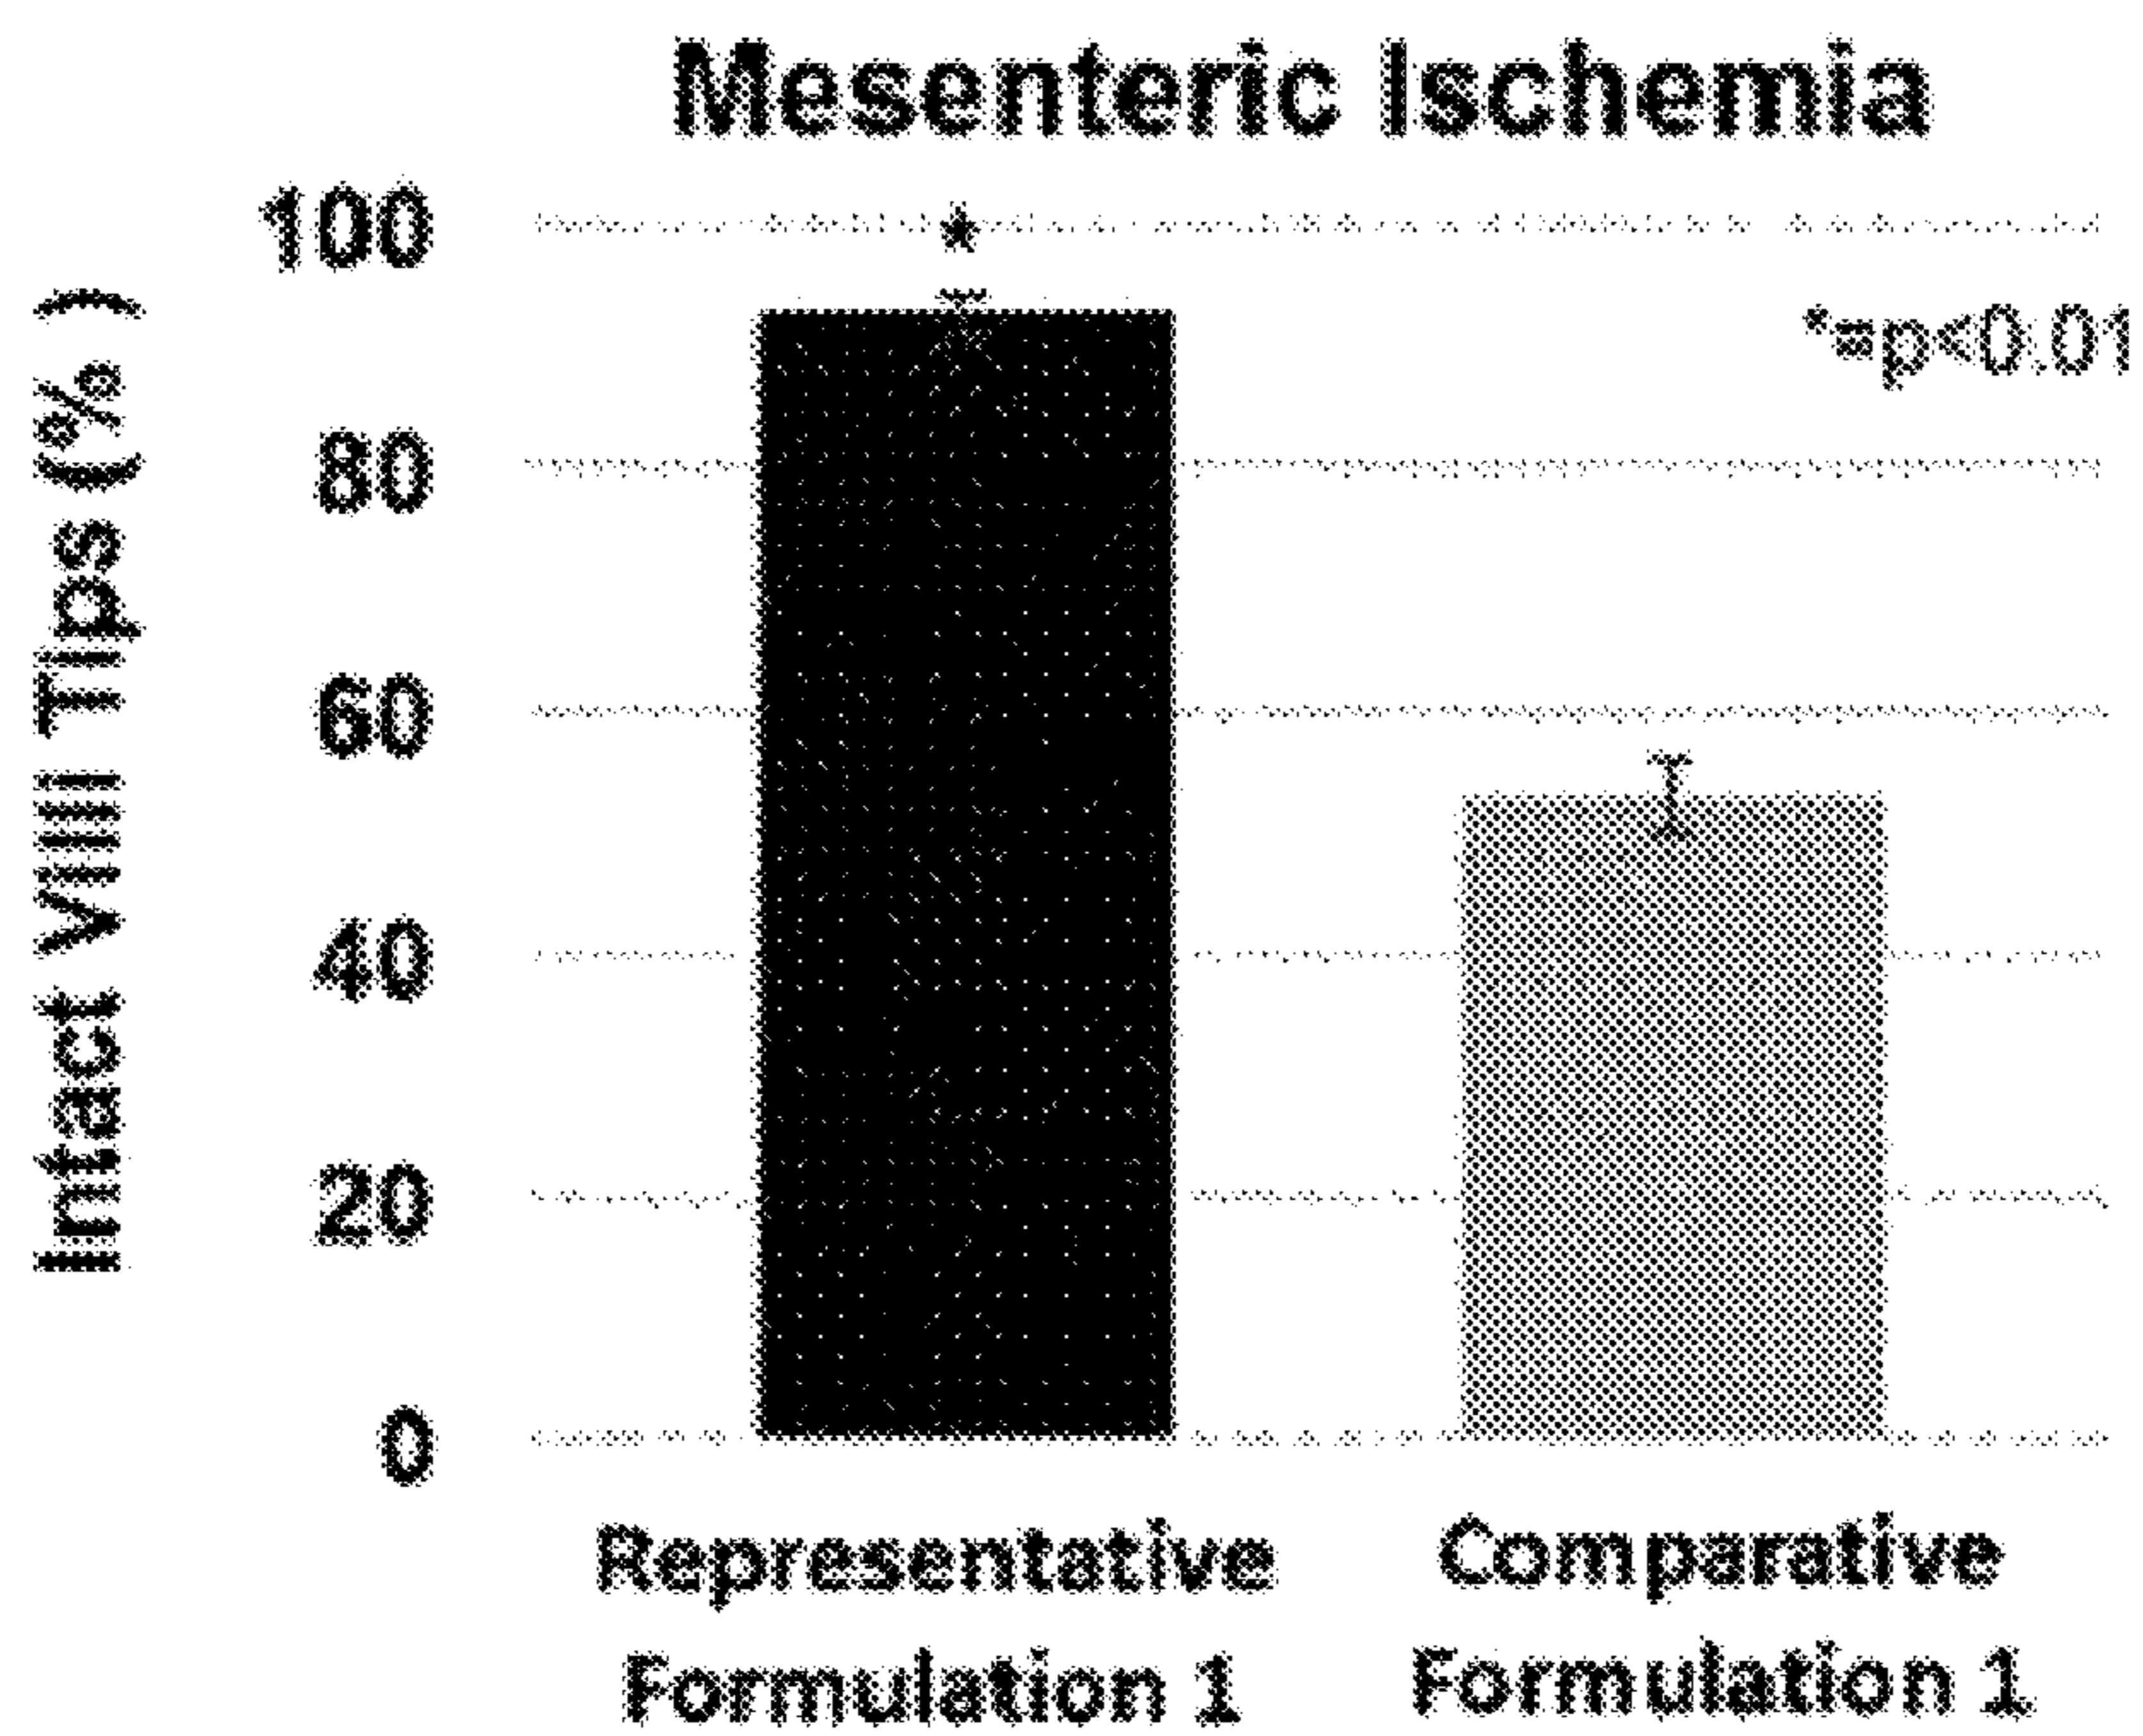 Mesenteric Ischemia
Intact Villi Tips (% )
100
80
60
40
20
0
*
*=p<0.01
Representative
Formulation 1
Comparative
Formulation 1